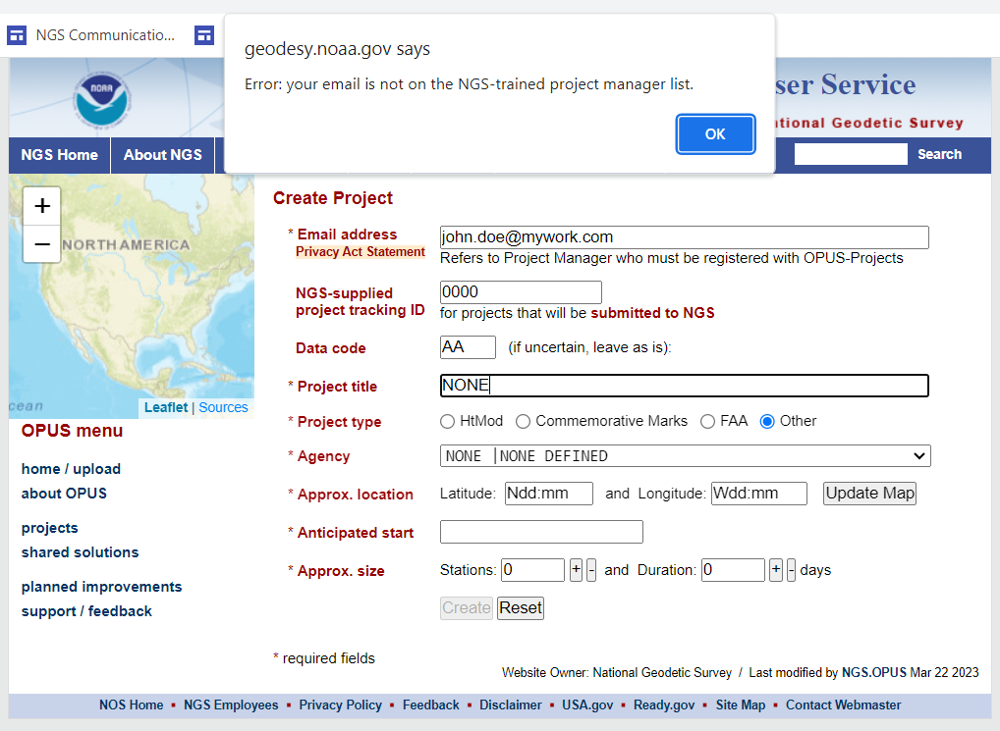 NGS Communicatio...
geodesy.noaa.gov says
Error: your email is not on the NGS-trained project manager list.
OK
NOAA
ser Service
tional Geodetic Survey
NGS Home
About NGS
Search
+
−
NORTH AMERICA
cean
Leaflet | Sources
OPUS menu
home / upload
about OPUS
projects
shared solutions
planned improvements
support / feedback
Create Project
* Email address
john.doe@mywork.com
Privacy Act Statement
Refers to Project Manager who must be registered with OPUS-Projects
NGS-supplied
project tracking ID
0000
for projects that will be submitted to NGS
Data code
AA
(if uncertain, leave as is):
* Project title
NONE
* Project type
HtMod
Commemorative Marks
FAA
Other
* Agency
NONE |NONE DEFINED
* Approx. location
Latitude: Ndd:mm and Longitude: Wdd:mm Update Map
* Anticipated start
* Approx. size
Stations: 0 + - and Duration: 0 + - days
Create Reset
* required fields
Website Owner: National Geodetic Survey / Last modified by NGS.OPUS Mar 22 2023
NOS Home ▪ NGS Employees ▪ Privacy Policy ▪ Feedback ▪ Disclaimer ▪ USA.gov ▪ Ready.gov ▪ Site Map ▪ Contact Webmaster